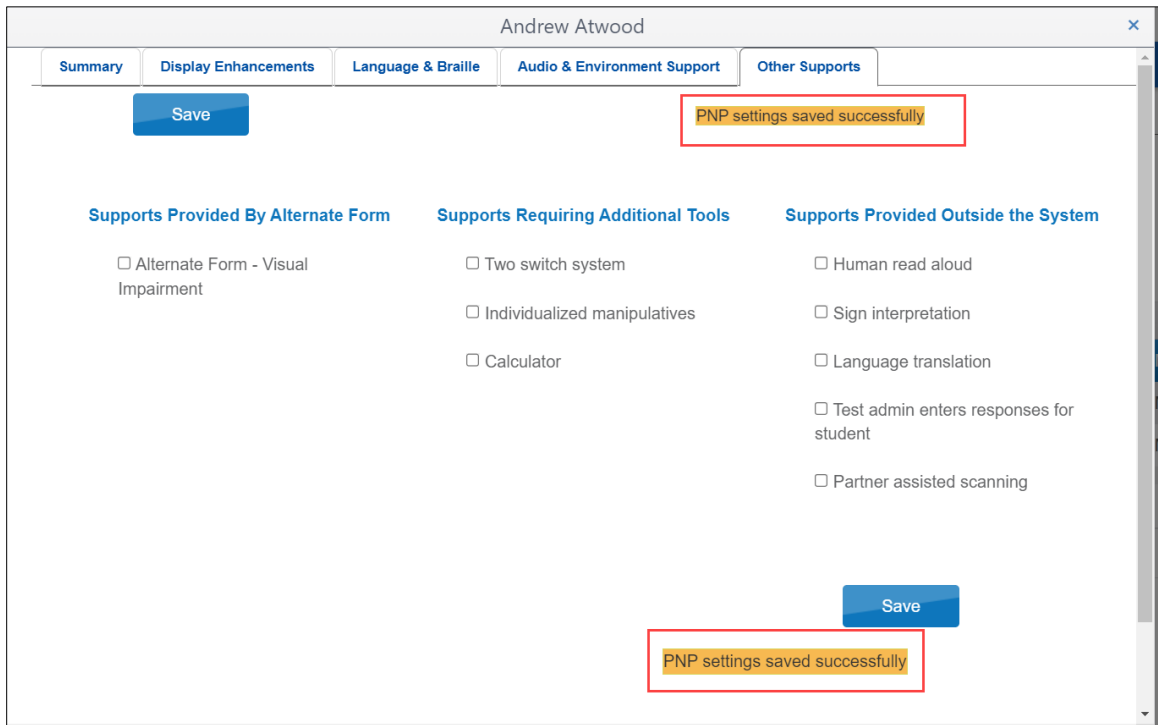 Andrew Atwood
×
Summary
Display Enhancements
Language & Braille
Audio & Environment Support
Other Supports
Save
PNP settings saved successfully
Supports Provided By Alternate Form
Alternate Form - Visual
Impairment
Supports Requiring Additional Tools
Two switch system
Individualized manipulatives
Calculator
Supports Provided Outside the System
Human read aloud
Sign interpretation
Language translation
Test admin enters responses for
student
Partner assisted scanning
Save
PNP settings saved successfully